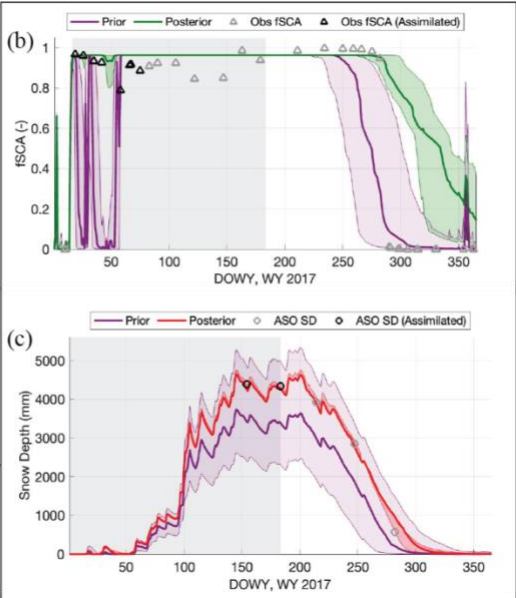 Prior Posterior Obs fSCA Obs fSCA (Assimilated)
(b)
1
0.8
0.6
0.4
0.2
0
fSCA (-)
50 100 150 200 250 300 350
DOWY, WY 2017
Prior Posterior ASO SD ASO SD (Assimilated)
(c)
5000
4000
3000
2000
1000
0
Snow Depth (mm)
50 100 150 200 250 300 350
DOWY, WY 2017